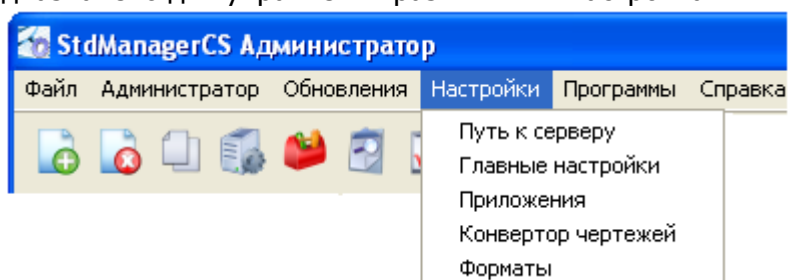 StdManagerCS Администратор
Файл Администратор Обновления Настройки Программы Справка
Путь к серверу
Главные настройки
Приложения
Конвертор чертежей
Форматы